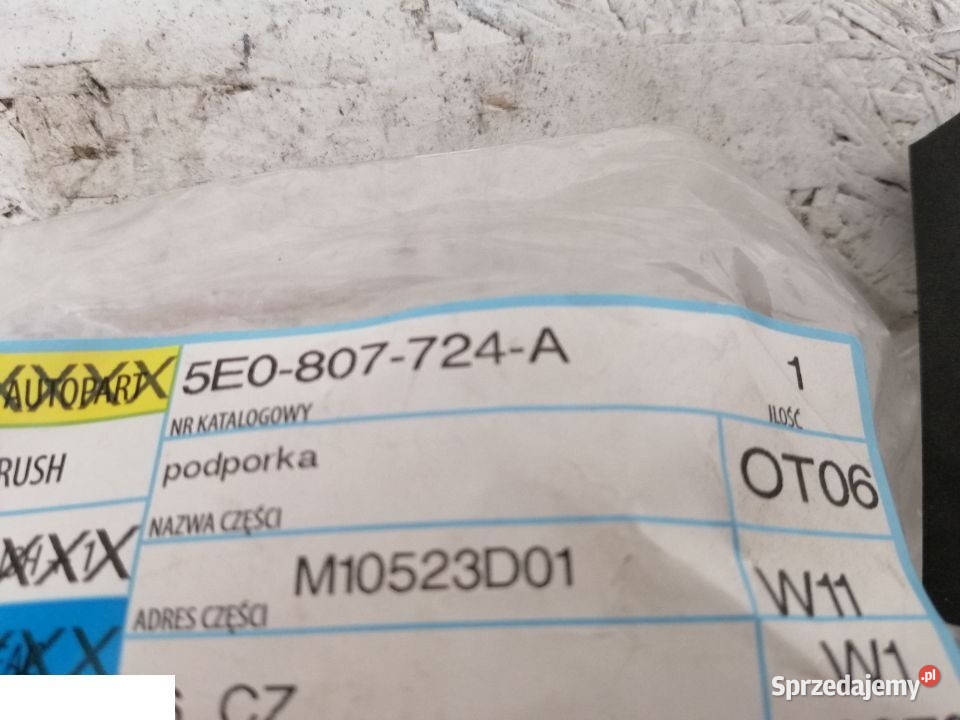 AUTOPART
XXXX
5E0-807-724-A
1
NR KATALOGOWY
ILOŚĆ
RUSH
podporka
OT06
NAZWA CZĘŚCI
M10523D01
W11
ADRES CZĘŚCI
W1
CZ
Sprzedajemy.pl